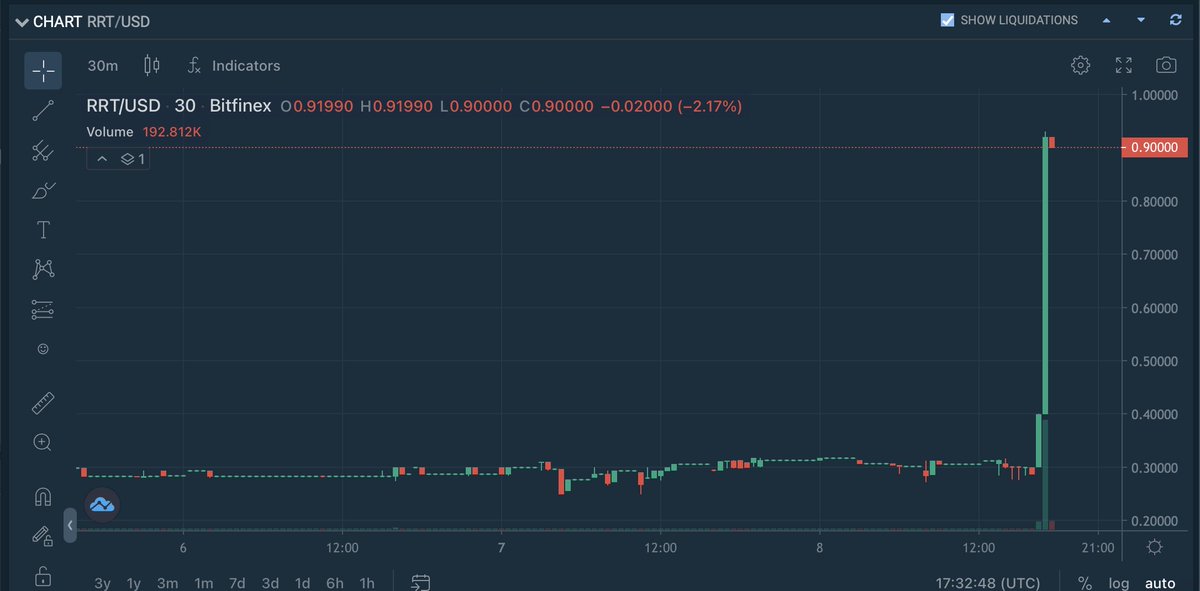 CHART RRT/USD
SHOW LIQUIDATIONS
30m
Indicators
RRT/USD · 30 · Bitfinex O0.91990 H0.91990 L0.90000 C0.90000 −0.02000 (−2.17%)
Volume 192.812K
1
1.00000
0.90000
0.80000
0.70000
0.60000
0.50000
0.40000
0.30000
0.20000
6 12:00 7 12:00 8 12:00 21:00
3y 1y 3m 1m 7d 3d 1d 6h 1h 17:32:48 (UTC) % log auto